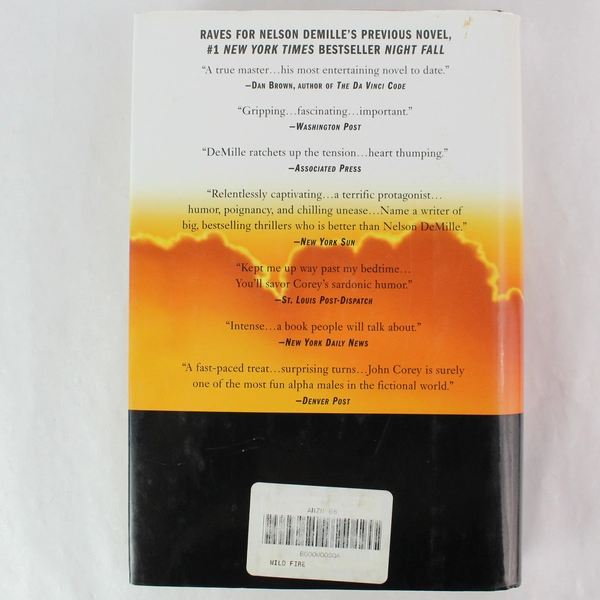 RAVES FOR NELSON DEMILLE'S PREVIOUS NOVEL,
#1 NEW YORK TIMES BESTSELLER NIGHT FALL
“A true master…his most entertaining novel to date.”
—DAN BROWN, AUTHOR OF THE DA VINCI CODE
“Gripping…fascinating…important.”
—WASHINGTON POST
“DeMille ratchets up the tension…heart thumping.”
—ASSOCIATED PRESS
“Relentlessly captivating…a terrific protagonist…
humor, poignancy, and chilling unease…Name a writer of
big, bestselling thrillers who is better than Nelson DeMille.”
—NEW YORK SUN
“Kept me up way past my bedtime…
You'll savor Corey's sardonic humor.”
—ST. LOUIS POST-DISPATCH
“Intense…a book people will talk about.”
—NEW YORK DAILY NEWS
“A fast-paced treat…surprising turns…John Corey is surely
one of the most fun alpha males in the fictional world.”
—DENVER POST
WILD FIRE